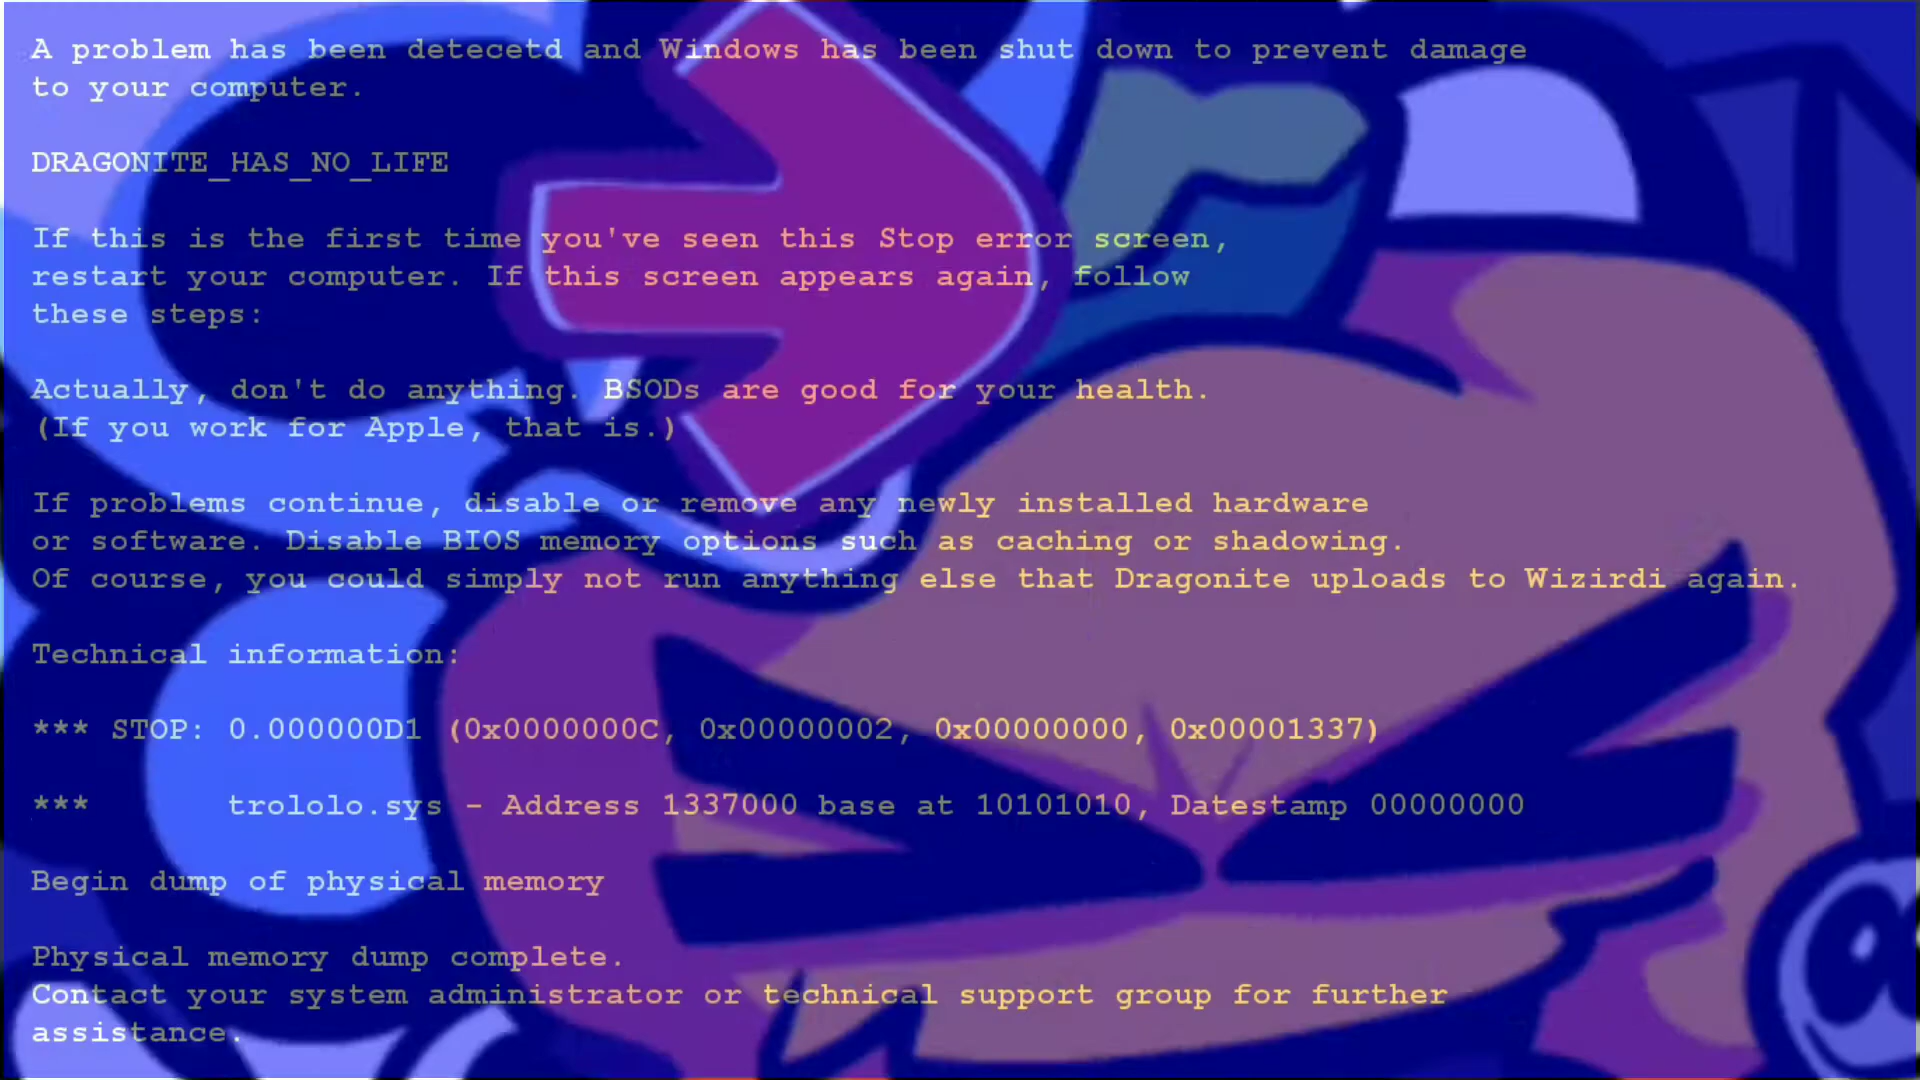 A problem has been detecetd and Windows has been shut down to prevent damage
to your computer.
DRAGONITE_HAS_NO_LIFE
If this is the first time you've seen this Stop error screen,
restart your computer. If this screen appears again, follow
these steps:
Actually, don't do anything. BSODs are good for your health.
(If you work for Apple, that is.)
If problems continue, disable or remove any newly installed hardware
or software. Disable BIOS memory options such as caching or shadowing.
Of course, you could simply not run anything else that Dragonite uploads to Wizirdi again.
Technical information:
*** STOP: 0.000000D1 (0x0000000C, 0x00000002, 0x00000000, 0x00001337)
***       trololo.sys - Address 1337000 base at 10101010, Datestamp 00000000
Begin dump of physical memory
Physical memory dump complete.
Contact your system administrator or technical support group for further
assistance.